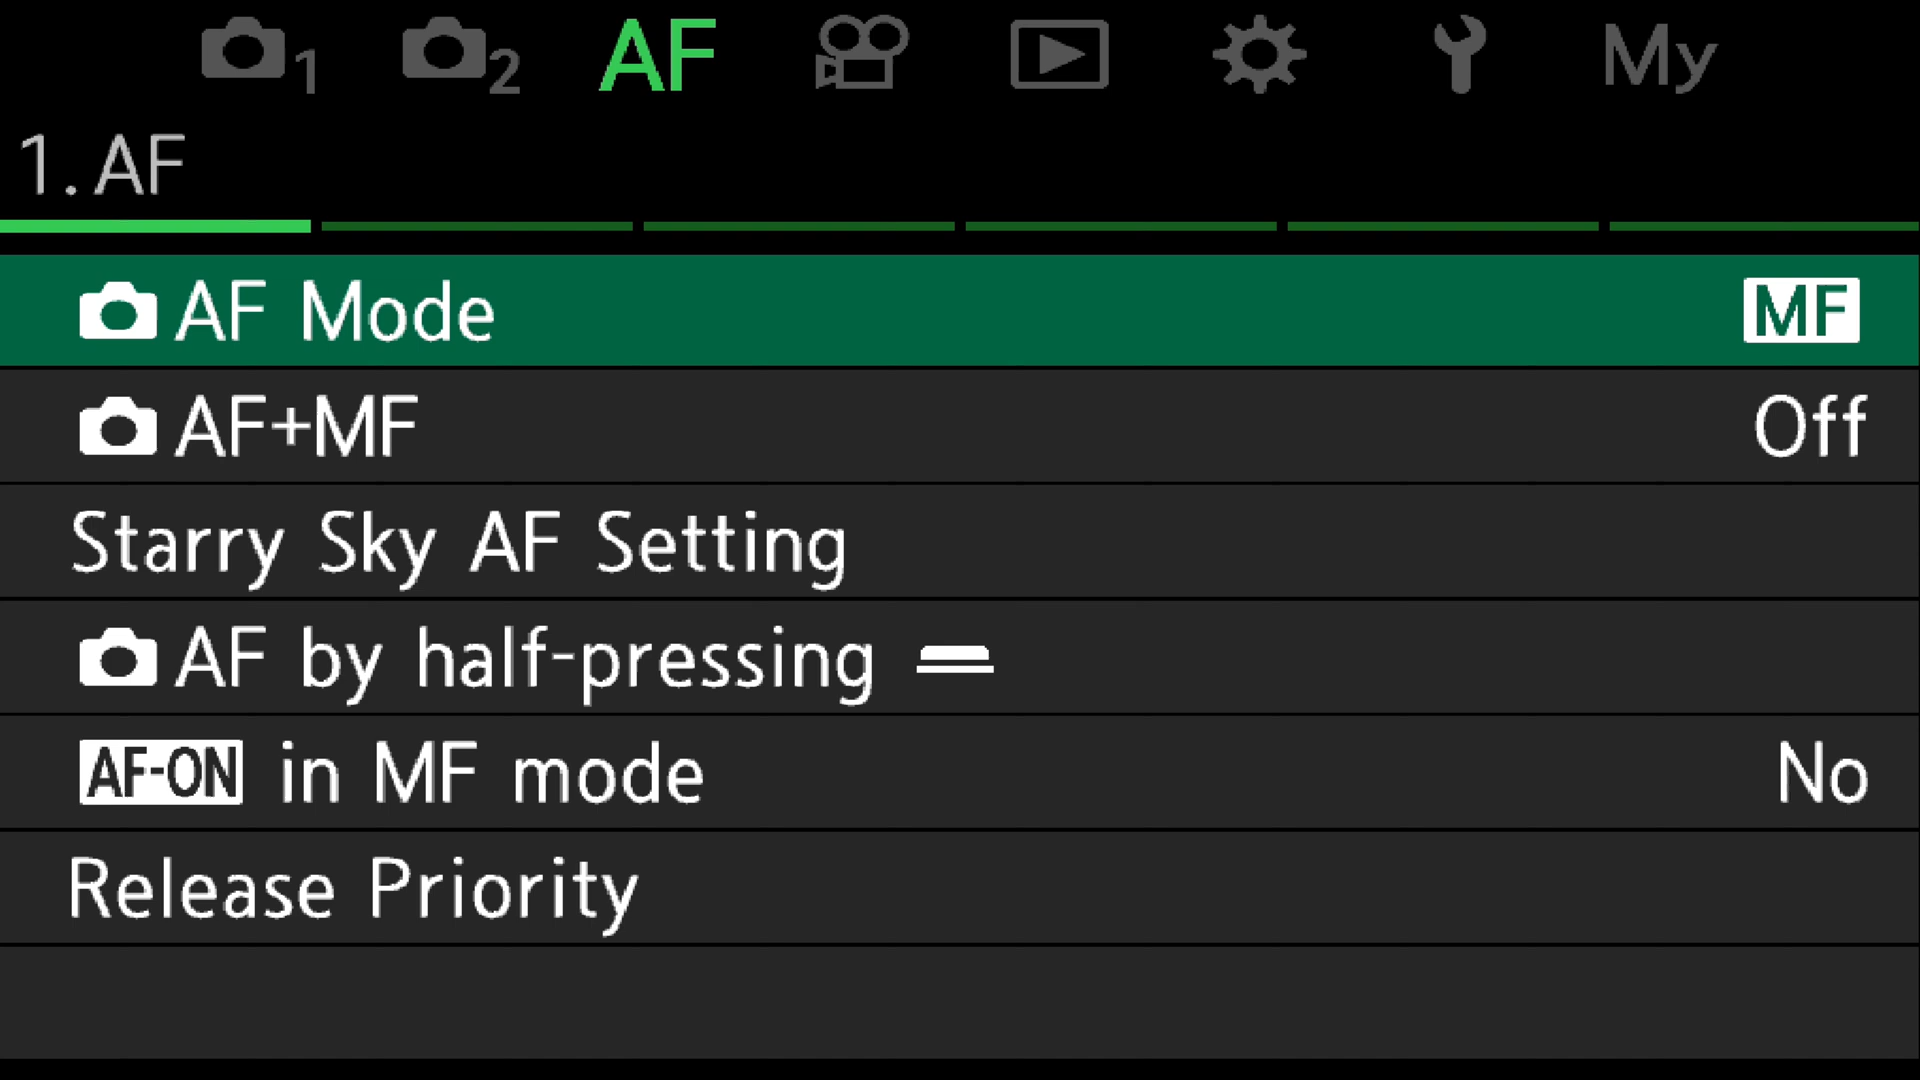 1 2 AF My
1. AF
AF Mode MF
AF+MF Off
Starry Sky AF Setting
AF by half-pressing
AF-ON in MF mode No
Release Priority